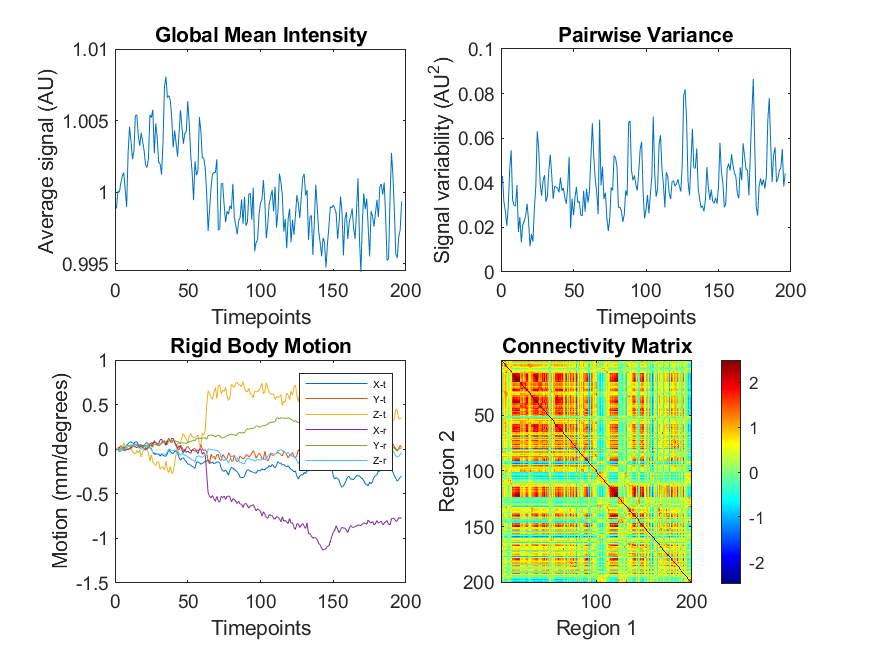 Global Mean Intensity
Average signal (AU)
1.01
1.005
1
0.995
0
50
100
150
200
Timepoints
Pairwise Variance
Signal variability (AU²)
0.1
0.08
0.06
0.04
0.02
0
0
50
100
150
200
Timepoints
Rigid Body Motion
Motion (mm/degrees)
1
0.5
0
-0.5
-1
-1.5
0
50
100
150
200
Timepoints
X-t
Y-t
Z-t
X-r
Y-r
Z-r
Connectivity Matrix
Region 2
50
100
150
200
100
200
Region 1
2
1
0
-1
-2